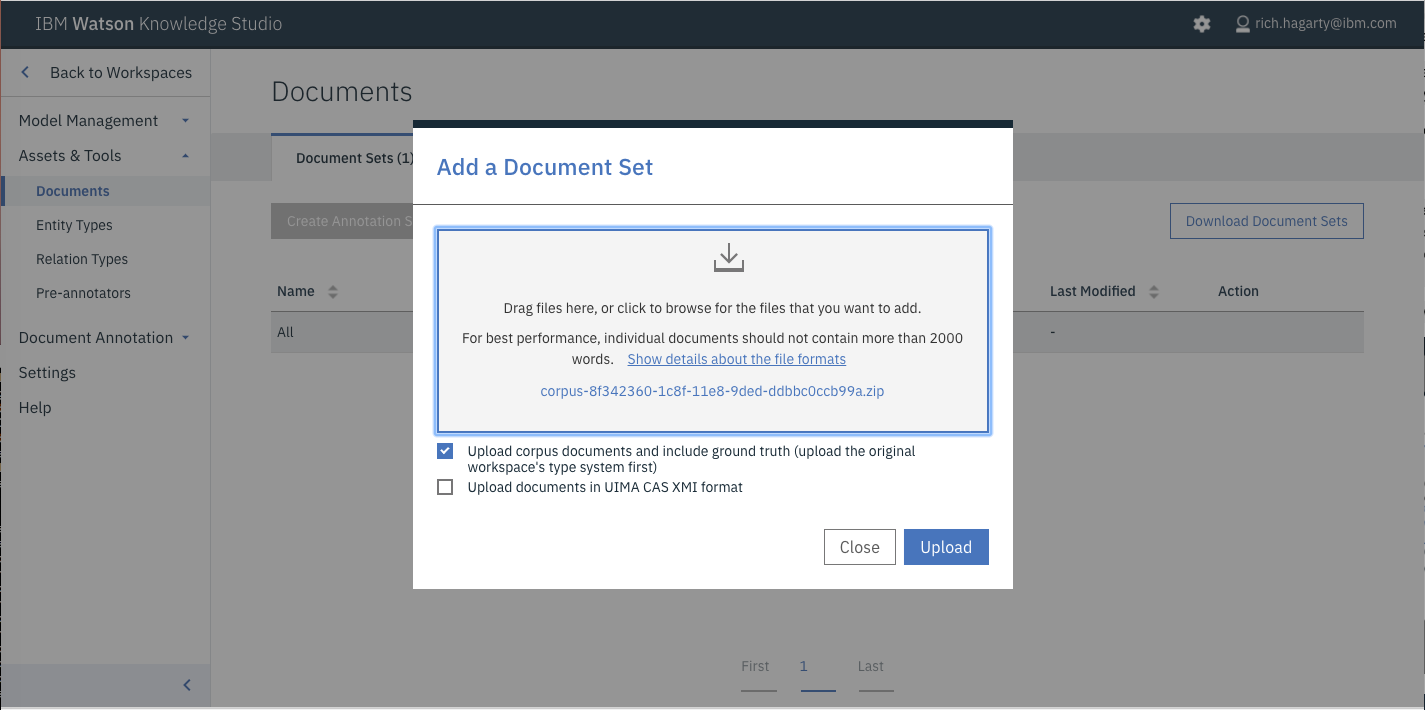 IBM Watson Knowledge Studio
rich.hagarty@ibm.com
Back to Workspaces
Model Management
Assets & Tools
Documents
Entity Types
Relation Types
Pre-annotators
Document Annotation
Settings
Help
Documents
Document Sets (1)
Create Annotation S
Download Document Sets
Name
Last Modified
Action
All
-
Add a Document Set
Drag files here, or click to browse for the files that you want to add.
For best performance, individual documents should not contain more than 2000
words. Show details about the file formats
corpus-8f342360-1c8f-11e8-9ded-ddbbc0ccb99a.zip
Upload corpus documents and include ground truth (upload the original
workspace's type system first)
Upload documents in UIMA CAS XMI format
Close
Upload
First
1
Last